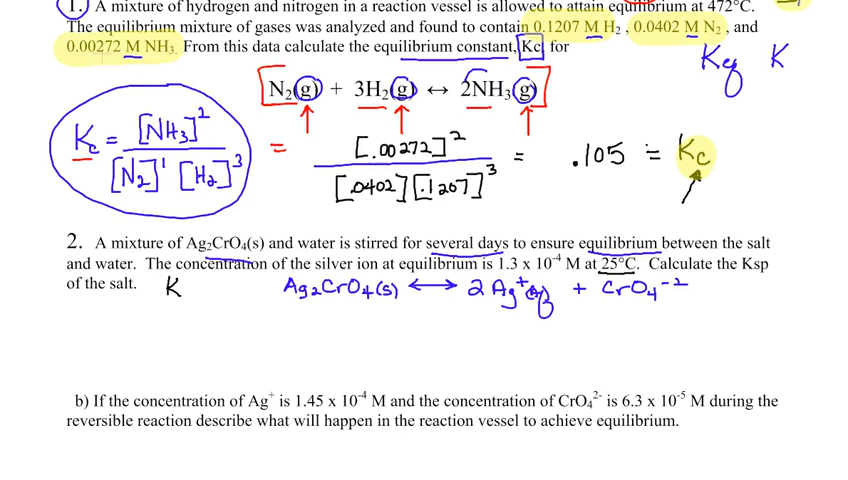 1. A mixture of hydrogen and nitrogen in a reaction vessel is allowed to attain equilibrium at 472°C.
The equilibrium mixture of gases was analyzed and found to contain 0.1207 M H₂ , 0.0402 M N₂ , and
0.00272 M NH₃. From this data calculate the equilibrium constant, Kc, for
Keq K
N₂(g) + 3H₂(g) ↔ 2NH₃(g)
Kc = [NH₃]² / [N₂]¹ [H₂]³ = [.00272]² / [.0402][.1207]³ = .105 = Kc
2. A mixture of Ag₂CrO₄(s) and water is stirred for several days to ensure equilibrium between the salt
and water. The concentration of the silver ion at equilibrium is 1.3 x 10⁻⁴ M at 25°C. Calculate the Ksp
of the salt. K Ag₂CrO₄(s) ⟷ 2 Ag⁺(aq) + CrO₄⁻²
b) If the concentration of Ag⁺ is 1.45 x 10⁻⁴ M and the concentration of CrO₄²⁻ is 6.3 x 10⁻⁵ M during the
reversible reaction describe what will happen in the reaction vessel to achieve equilibrium.